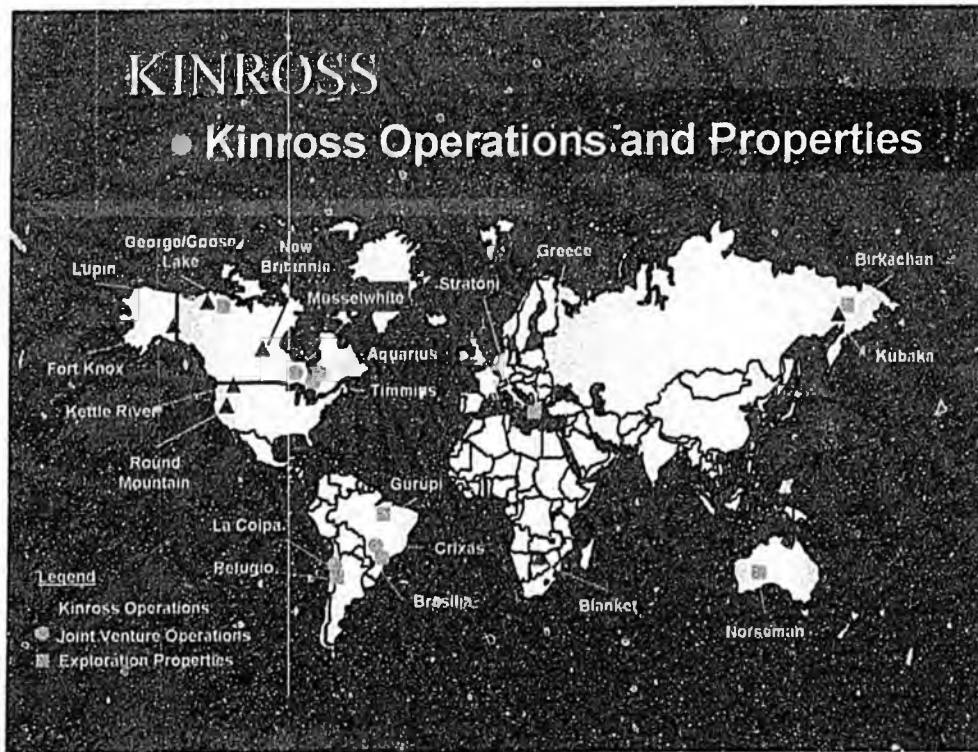 KINROSS
Kinross Operations and Properties
George/Goose
Lake
New
Britannia
Lupin
Musselwhite
Stratoni
Greece
Birkachan
Fort Knox
Aquarius
Kubaka
Kettle River
Timmins
Round
Mountain
Gurupi
La Coipa
Crixas
Refugio
Brasilia
Blanket
Norseman
Legend
Kinross Operations
Joint Venture Operations
Exploration Properties